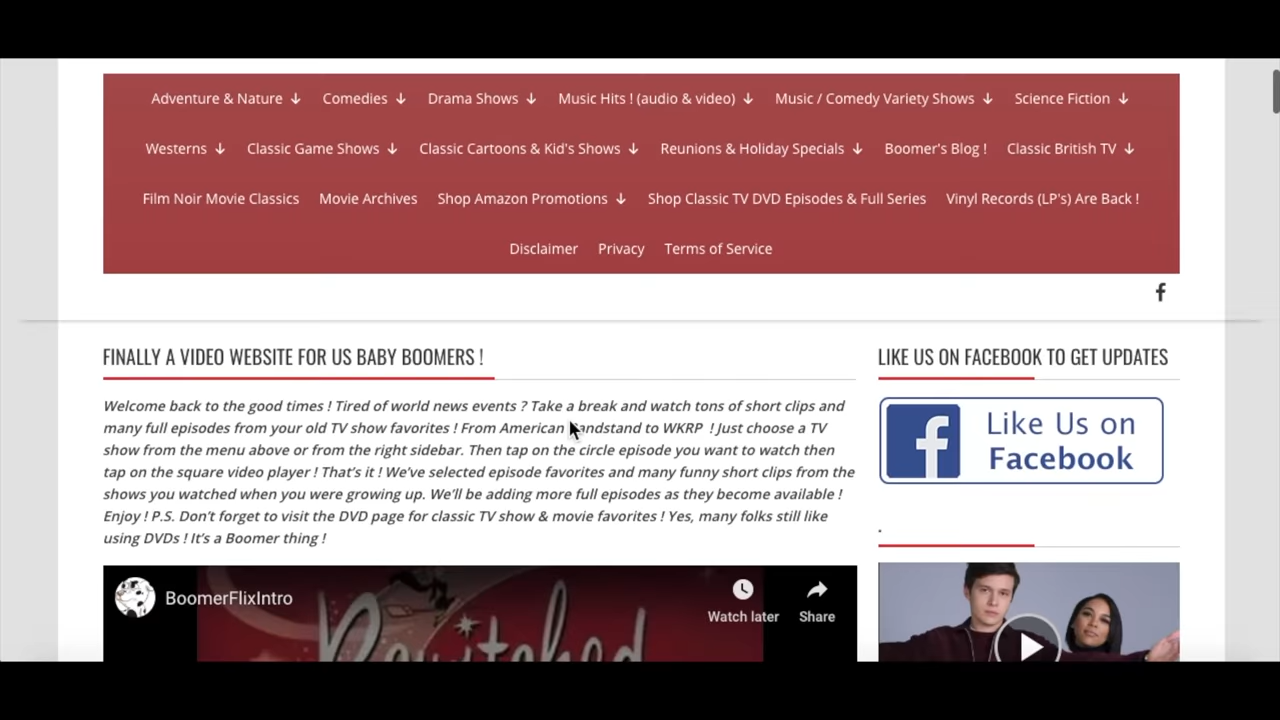 Adventure & Nature Comedies Drama Shows Music Hits ! (audio & video) Music / Comedy Variety Shows Science Fiction
Westerns Classic Game Shows Classic Cartoons & Kid's Shows Reunions & Holiday Specials Boomer's Blog ! Classic British TV
Film Noir Movie Classics Movie Archives Shop Amazon Promotions Shop Classic TV DVD Episodes & Full Series Vinyl Records (LP's) Are Back !
Disclaimer Privacy Terms of Service
FINALLY A VIDEO WEBSITE FOR US BABY BOOMERS !
Welcome back to the good times ! Tired of world news events ? Take a break and watch tons of short clips and
many full episodes from your old TV show favorites ! From American andstand to WKRP ! Just choose a TV
show from the menu above or from the right sidebar. Then tap on the circle episode you want to watch then
tap on the square video player ! That's it ! We've selected episode favorites and many funny short clips from the
shows you watched when you were growing up. We'll be adding more full episodes as they become available !
Enjoy ! P.S. Don't forget to visit the DVD page for classic TV show & movie favorites ! Yes, many folks still like
using DVDs ! It's a Boomer thing !
BoomerFlixIntro
Watch later Share
Bewitched
LIKE US ON FACEBOOK TO GET UPDATES
Like Us on
Facebook
.